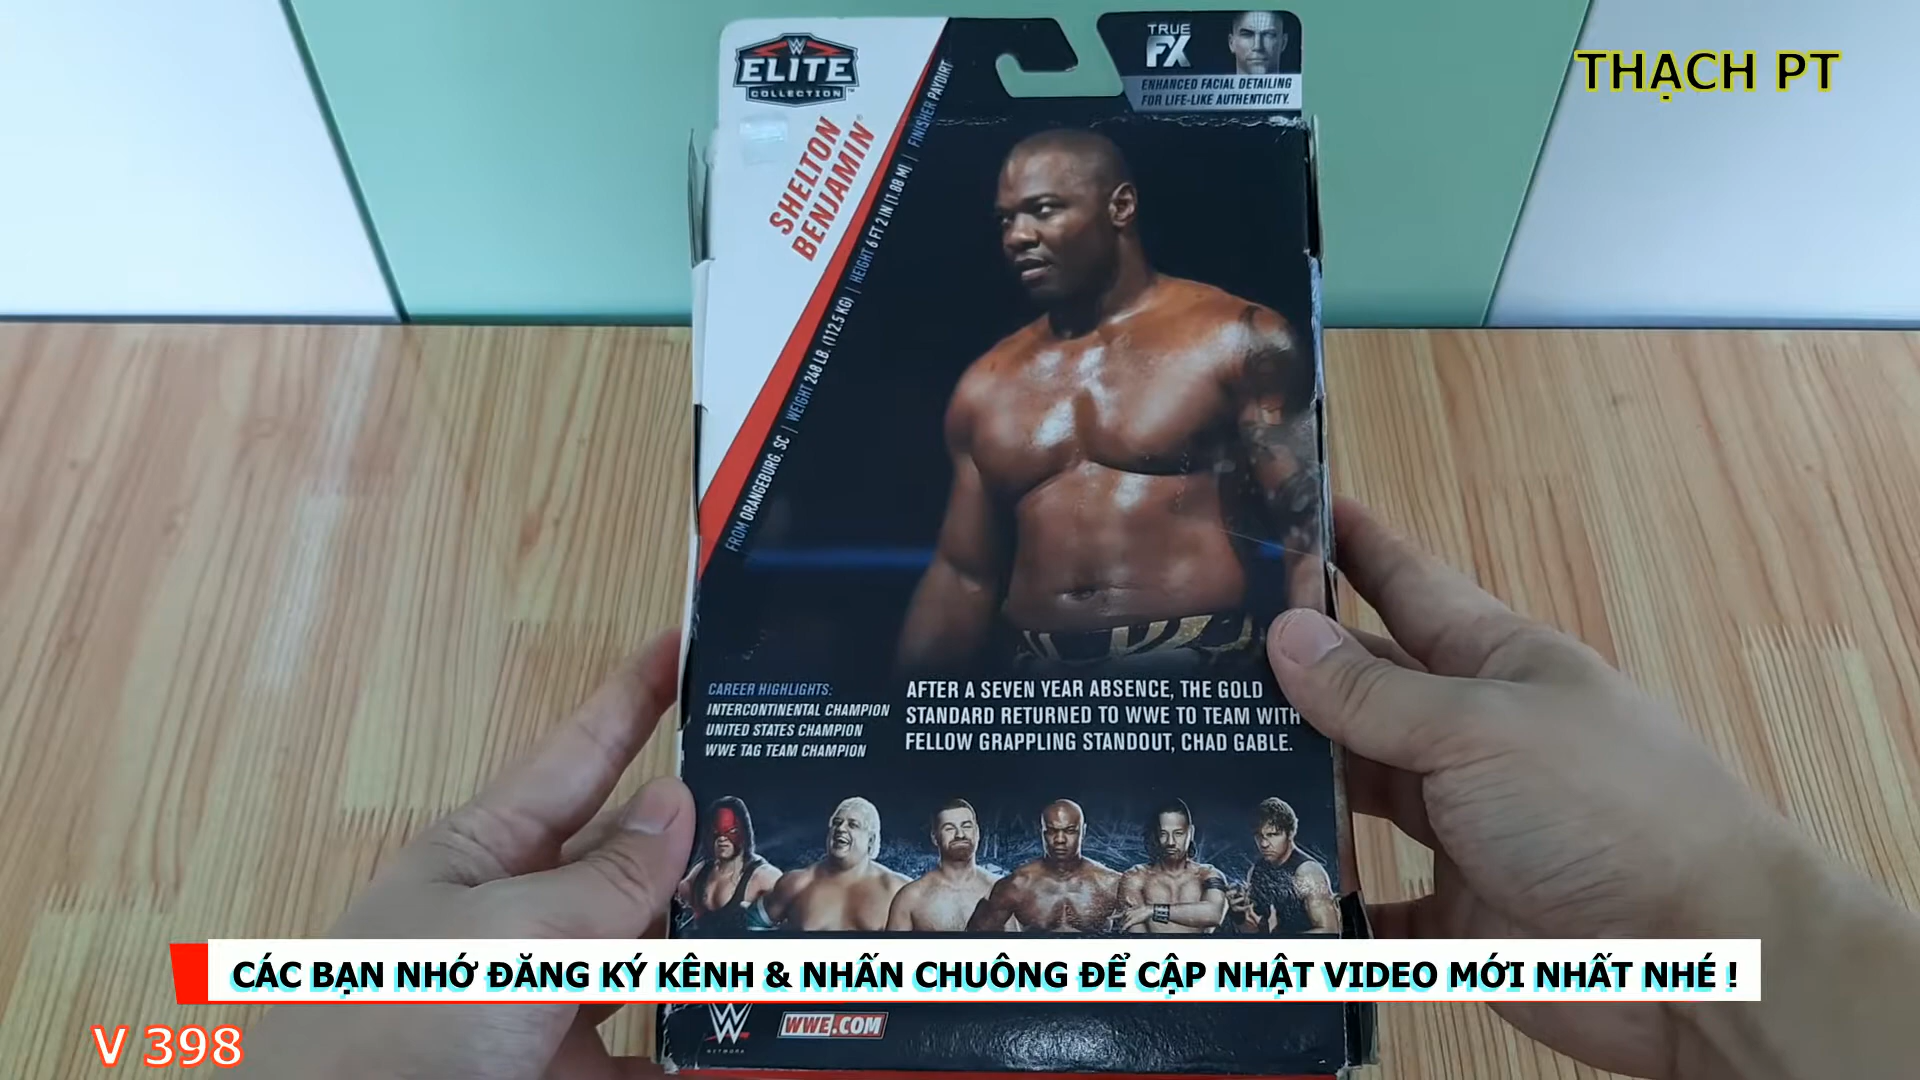 ELITE
COLLECTION
TRUE
FX
ENHANCED FACIAL DETAILING
FOR LIFE-LIKE AUTHENTICITY.
THẠCH PT
SHELTON
BENJAMIN
FROM ORANGEBURG, SC | WEIGHT 248 LB. (112.5 KG) | HEIGHT 6 FT 2 IN (1.88 M) | FINISHER PAYDIRT
CAREER HIGHLIGHTS:
INTERCONTINENTAL CHAMPION
UNITED STATES CHAMPION
WWE TAG TEAM CHAMPION
AFTER A SEVEN YEAR ABSENCE, THE GOLD
STANDARD RETURNED TO WWE TO TEAM WITH
FELLOW GRAPPLING STANDOUT, CHAD GABLE.
CÁC BẠN NHỚ ĐĂNG KÝ KÊNH & NHẤN CHUÔNG ĐỂ CẬP NHẬT VIDEO MỚI NHẤT NHÉ !
NETWORK
WWE.COM
V 398